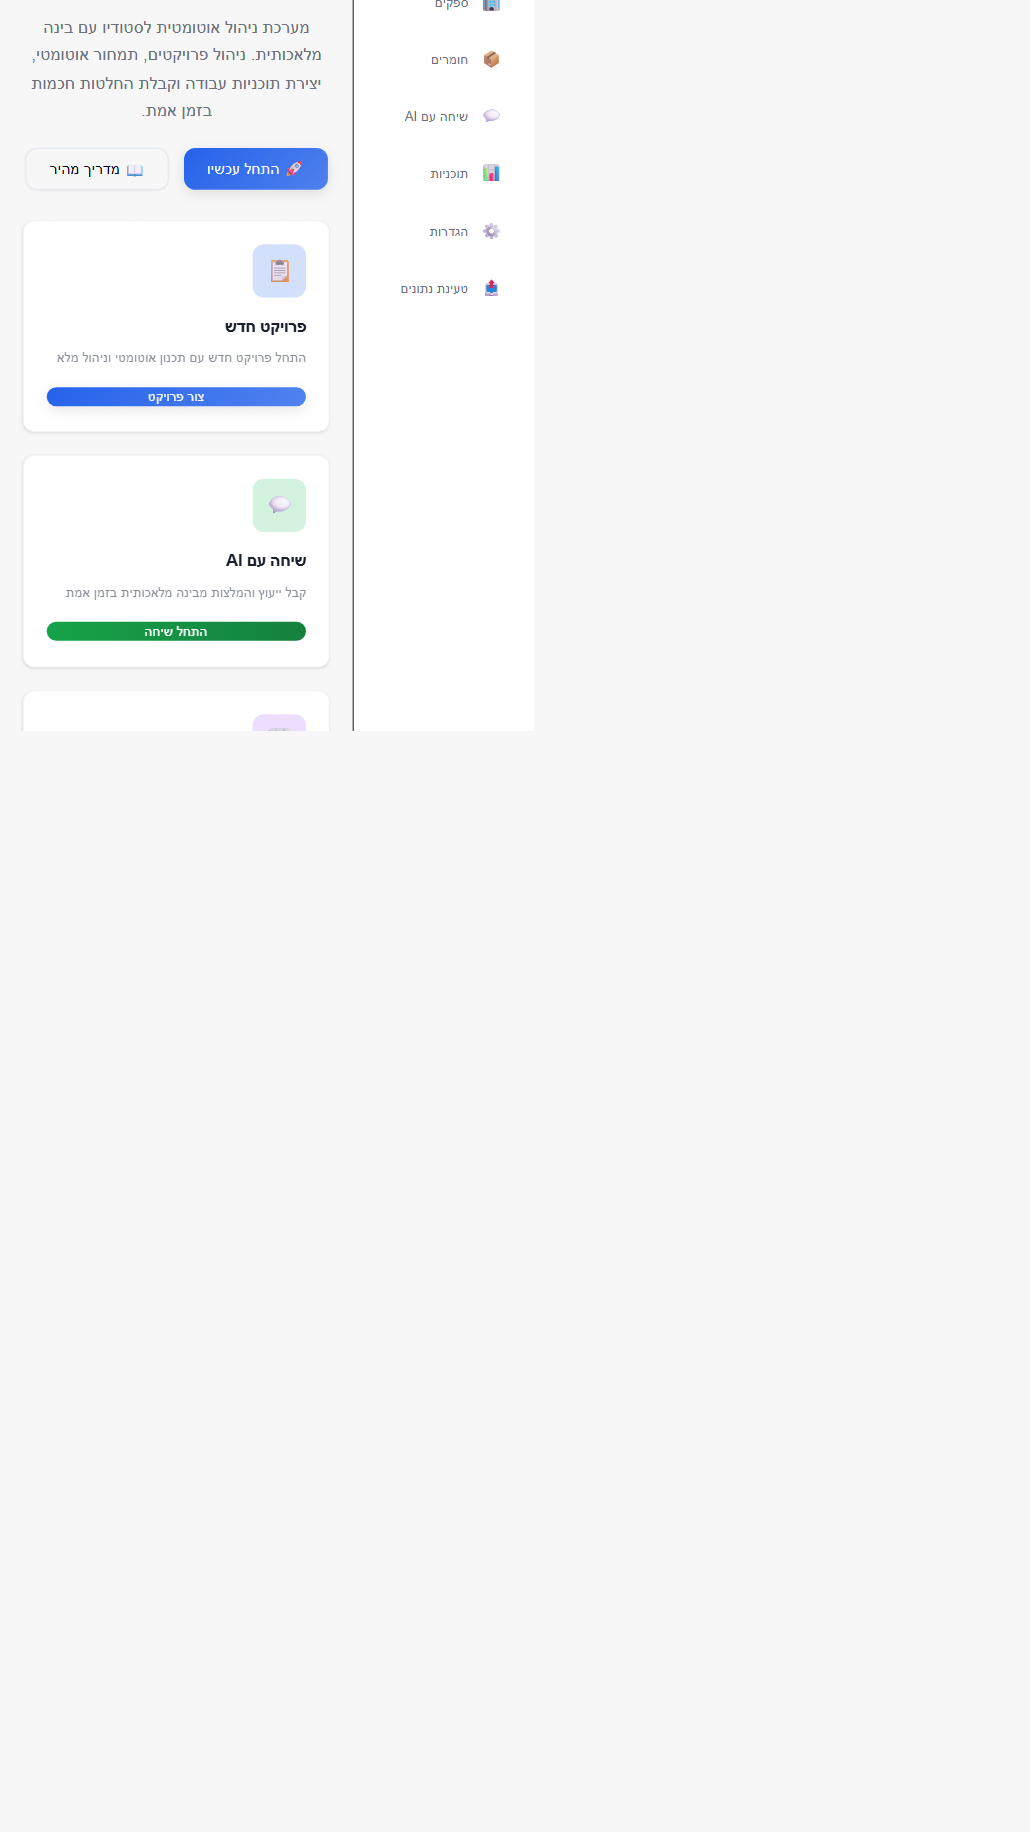 ספקים
חומרים
שיחה עם AI
תוכניות
הגדרות
טעינת נתונים
מערכת ניהול אוטומטית לסטודיו עם בינה
מלאכותית. ניהול פרויקטים, תמחור אוטומטי,
יצירת תוכניות עבודה וקבלת החלטות חכמות
בזמן אמת.
התחל עכשיו
מדריך מהיר
פרויקט חדש
התחל פרויקט חדש עם תכנון אוטומטי וניהול מלא
צור פרויקט
שיחה עם AI
קבל ייעוץ והמלצות מבינה מלאכותית בזמן אמת
התחל שיחה